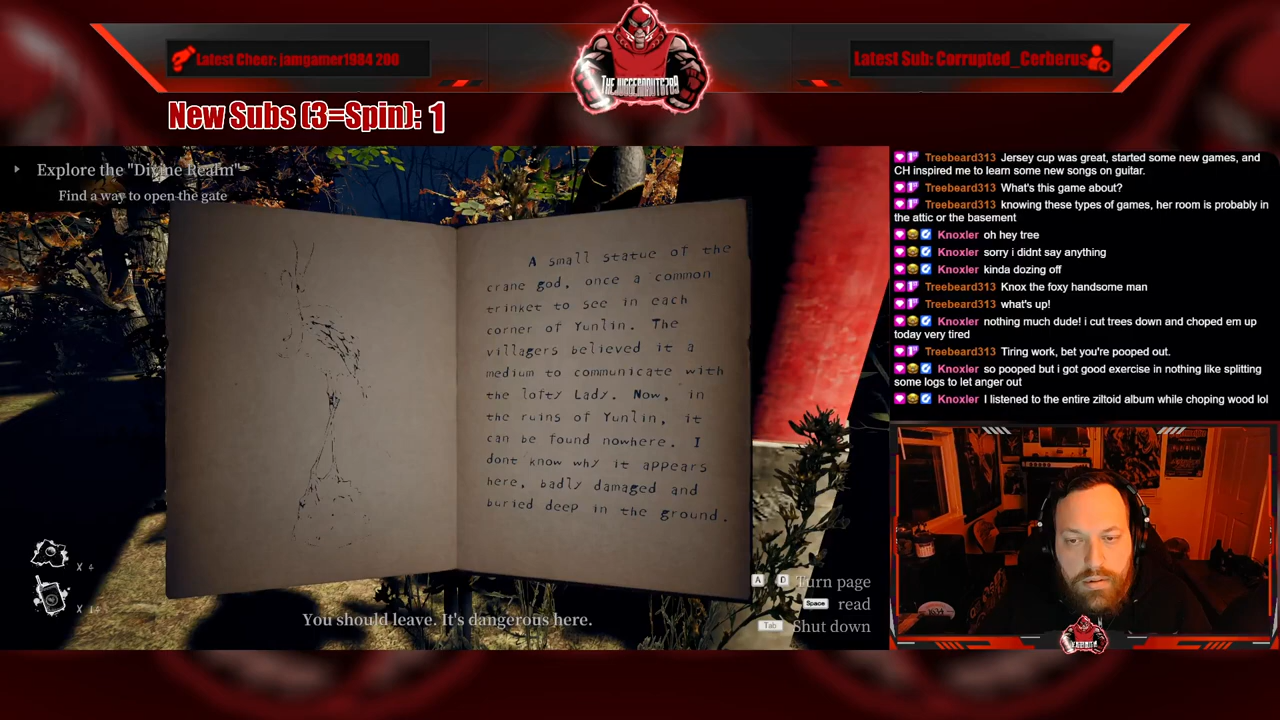 Latest Cheer: jamgamer1984 200
THEJUGGERNAUT6789
Latest Sub: Corrupted_Cerberus
New Subs (3=Spin): 1
Explore the "Divine Realm"
Find a way to open the gate
A small statue of the
crane god, once a common
trinket to see in each
corner of Yunlin. The
villagers believed it a
medium to communicate with
the lofty Lady. Now, in
the ruins of Yunlin, it
can be found nowhere. I
dont know why it appears
here, badly damaged and
buried deep in the ground.
X 4
A D Turn page
Space read
Tab Shut down
You should leave. It's dangerous here.
Treebeard313 Jersey cup was great, started some new games, and
CH inspired me to learn some new songs on guitar.
Treebeard313 What's this game about?
Treebeard313 knowing these types of games, her room is probably in
the attic or the basement
Knoxler oh hey tree
Knoxler sorry i didnt say anything
Knoxler kinda dozing off
Treebeard313 Knox the foxy handsome man
Treebeard313 what's up!
Knoxler nothing much dude! i cut trees down and choped em up
today very tired
Treebeard313 Tiring work, bet you're pooped out.
Knoxler so pooped but i got good exercise in nothing like splitting
some logs to let anger out
Knoxler I listened to the entire ziltoid album while choping wood lol